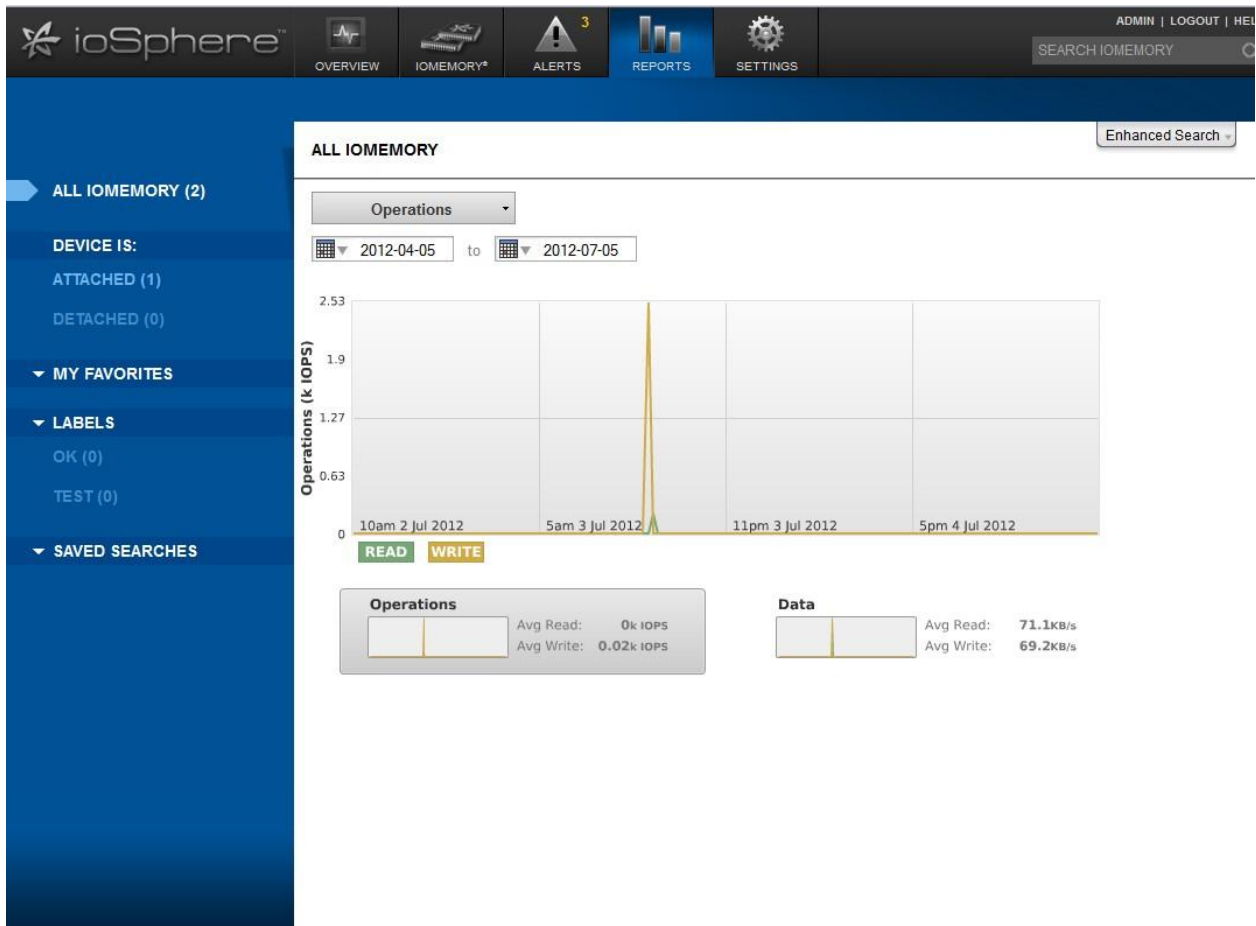 ioSphere™
OVERVIEW
IOMEMORY®
3
ALERTS
REPORTS
SETTINGS
ADMIN | LOGOUT | HEL
SEARCH IOMEMORY
Enhanced Search
ALL IOMEMORY
ALL IOMEMORY (2)
DEVICE IS:
ATTACHED (1)
DETACHED (0)
MY FAVORITES
LABELS
OK (0)
TEST (0)
SAVED SEARCHES
Operations
2012-04-05 to 2012-07-05
Operations (k IOPS)
2.53
1.9
1.27
0.63
0
10am 2 Jul 2012 5am 3 Jul 2012 11pm 3 Jul 2012 5pm 4 Jul 2012
READ WRITE
Operations
Avg Read: 0k IOPS
Avg Write: 0.02k IOPS
Data
Avg Read: 71.1KB/s
Avg Write: 69.2KB/s